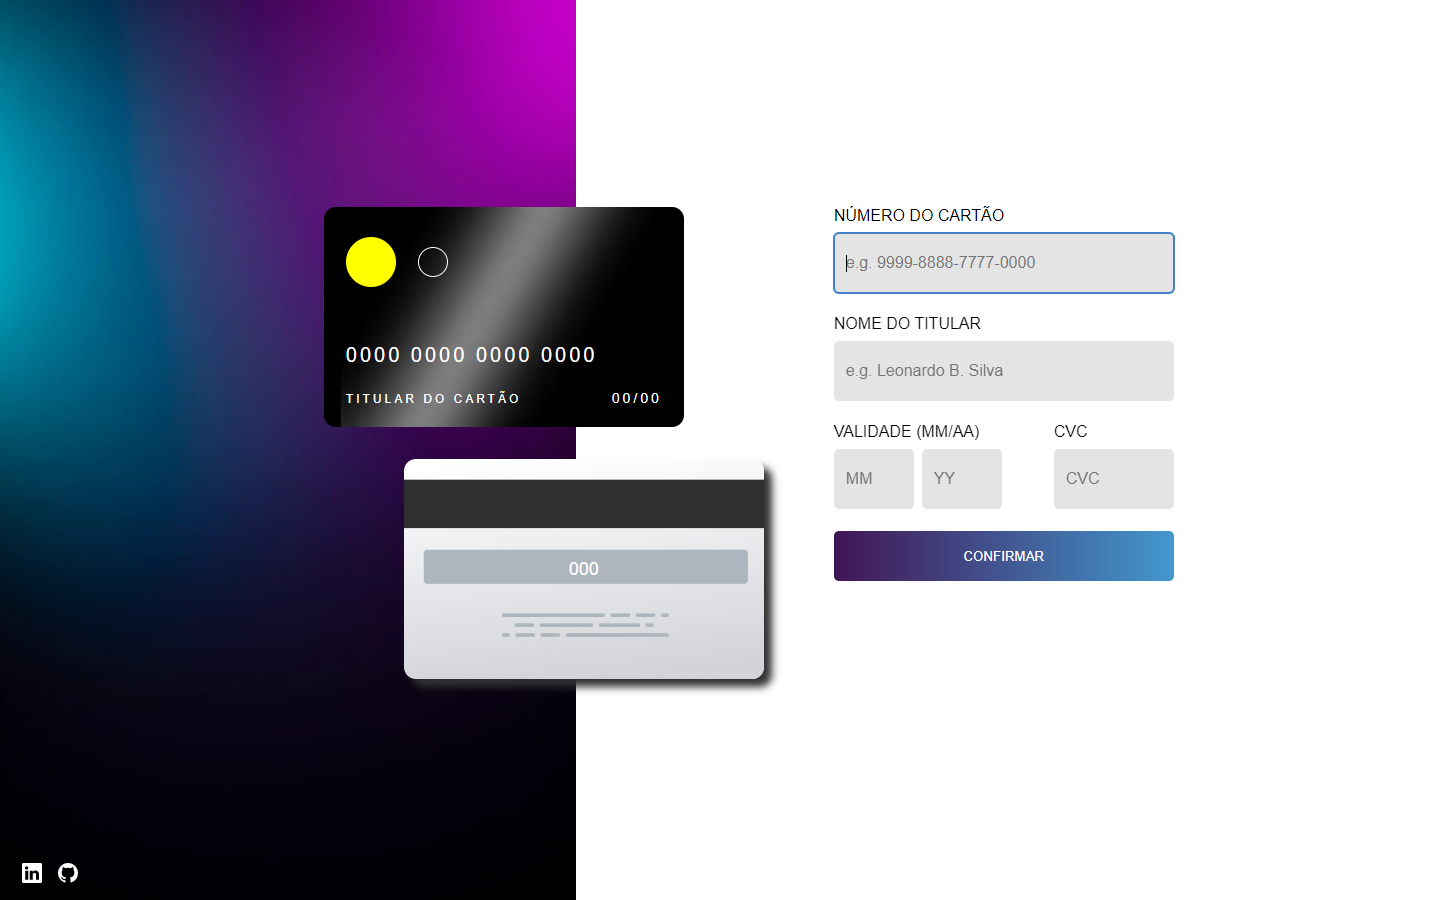 0000 0000 0000 0000
TITULAR DO CARTÃO 00/00
000
NÚMERO DO CARTÃO
e.g. 9999-8888-7777-0000
NOME DO TITULAR
e.g. Leonardo B. Silva
VALIDADE (MM/AA) CVC
MM YY CVC
CONFIRMAR
in